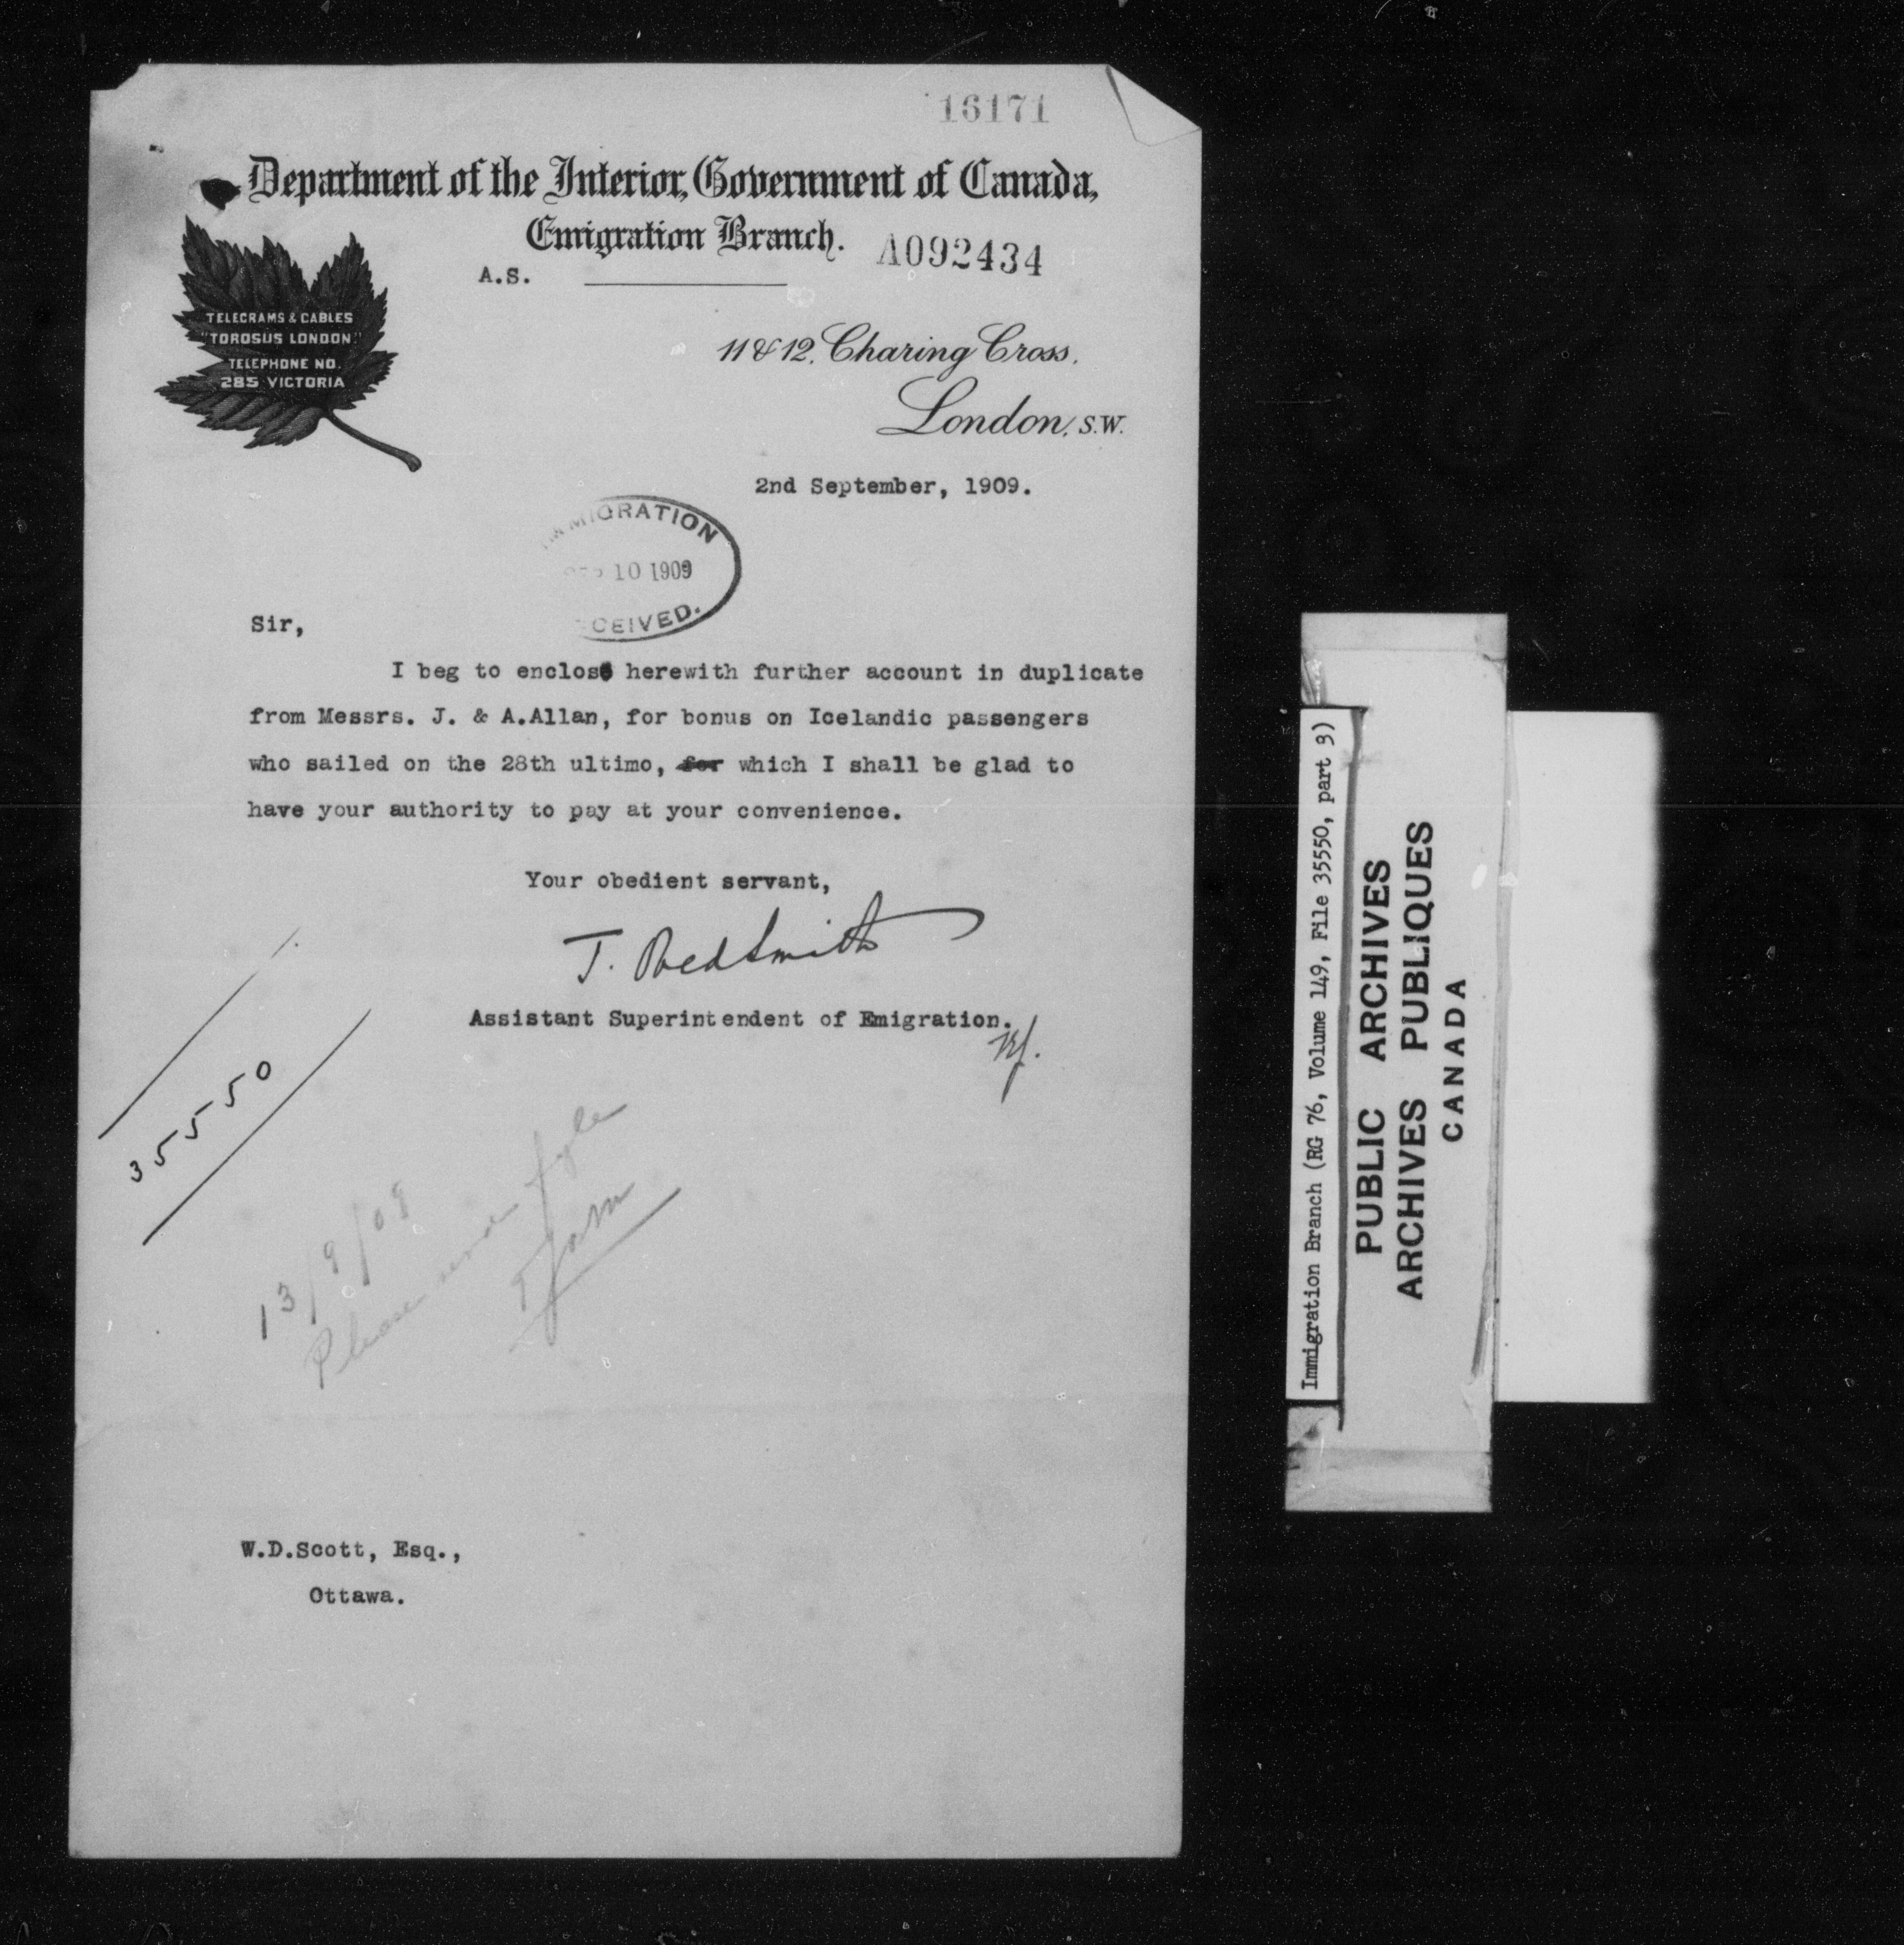 16171
Department of the Interior, Government of Canada,
Emigration Branch.
A092434
A.S.
TELEGRAMS & CABLES
"TOROSUS LONDON."
TELEPHONE NO.
285 VICTORIA
11 & 12, Charing Cross,
London, S.W.
2nd September, 1909.
MIGRATION
10 1909
CEIVED.
Sir,
I beg to enclose herewith further account in duplicate
from Messrs. J. & A.Allan, for bonus on Icelandic passengers
who sailed on the 28th ultimo, for which I shall be glad to
have your authority to pay at your convenience.
Your obedient servant,
Assistant Superintendent of Emigration.
35550
13/9/09
Please send fyle
W.D.Scott, Esq.,
Ottawa.
Immigration Branch (RG 76, Volume 149, File 35550, part 3)
PUBLIC ARCHIVES
ARCHIVES PUBLIQUES
CANADA